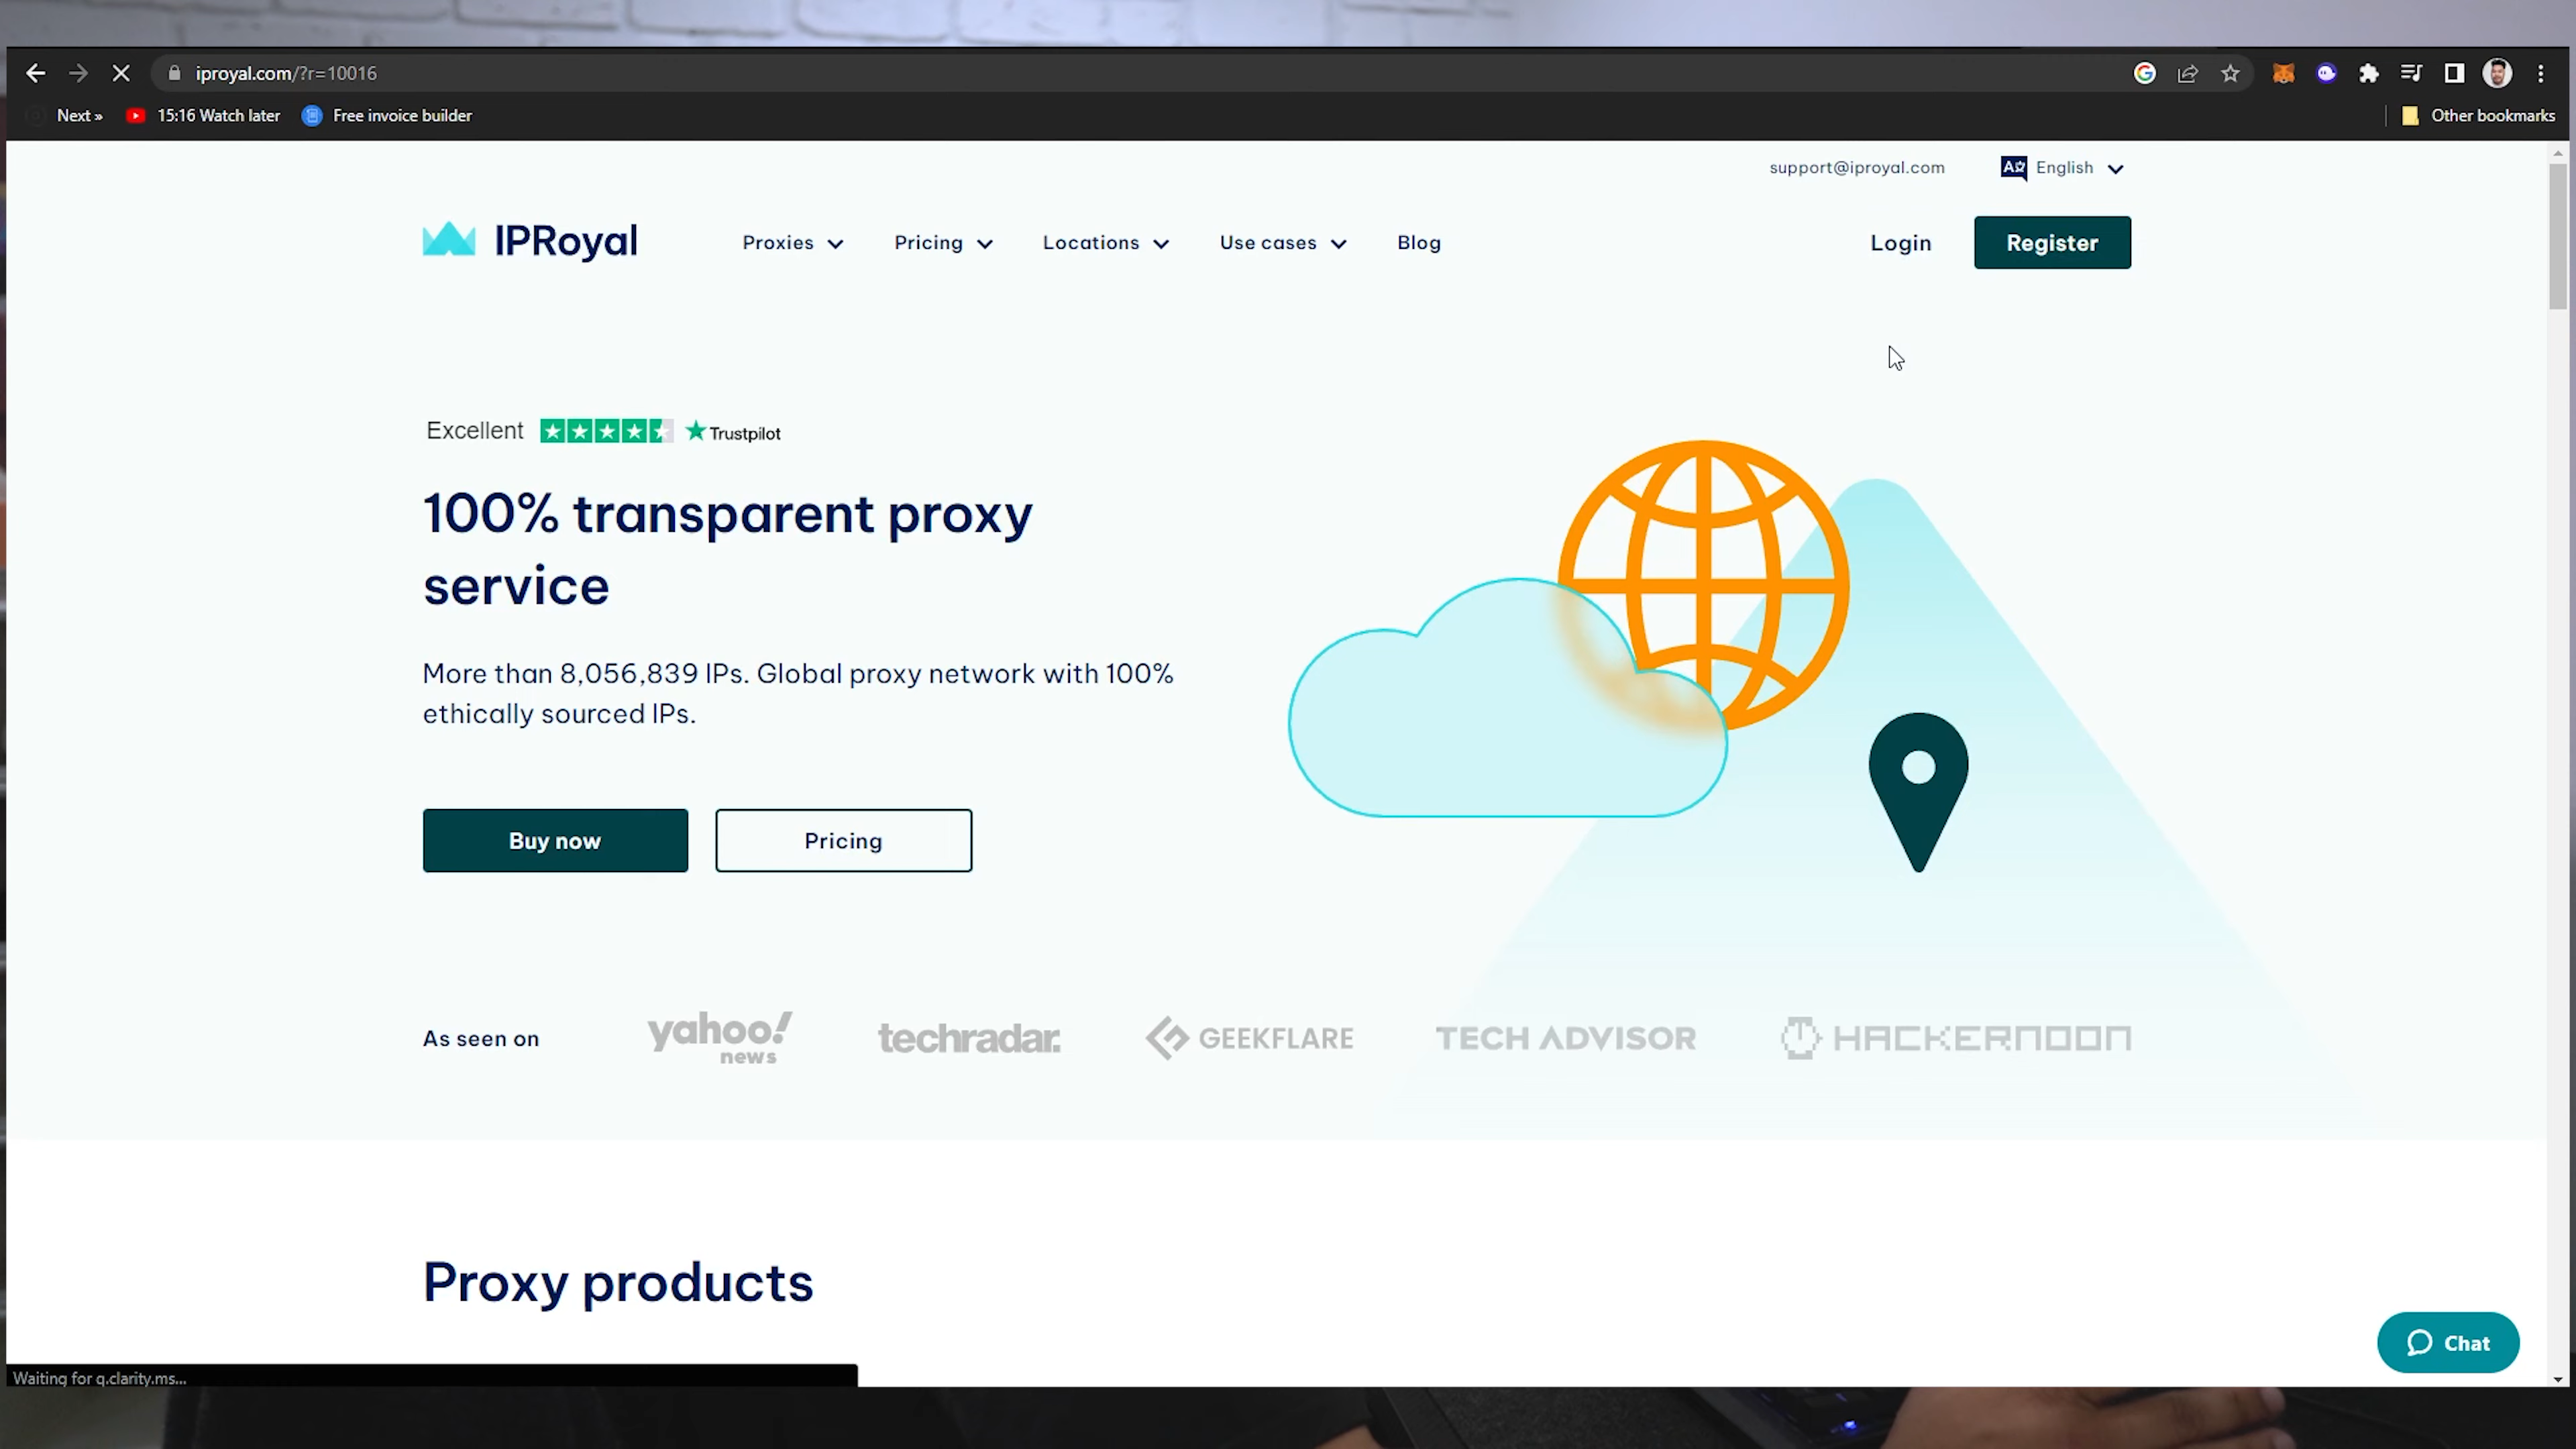 iproyal.com/?r=10016
Next »
15:16 Watch later
Free invoice builder
Other bookmarks
support@iproyal.com
English
IPRoyal
Proxies
Pricing
Locations
Use cases
Blog
Login
Register
Excellent
Trustpilot
100% transparent proxy
service
More than 8,056,839 IPs. Global proxy network with 100%
ethically sourced IPs.
Buy now
Pricing
As seen on
yahoo!
news
techradar.
GEEKFLARE
TECH ADVISOR
HACKERNOON
Proxy products
Chat
Waiting for q.clarity.ms...